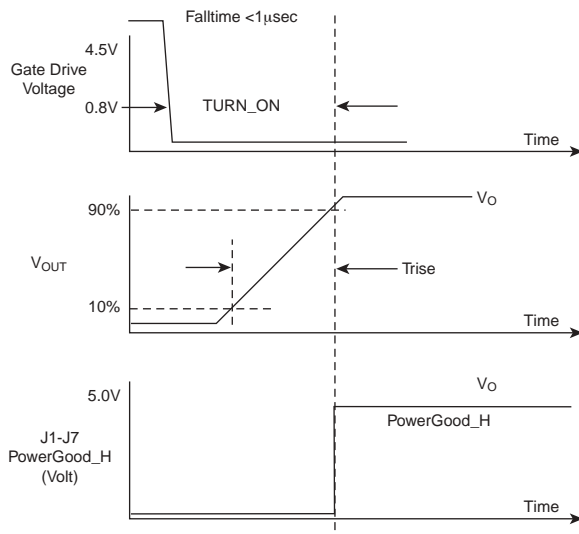 Falltime <1μsec
4.5V
Gate Drive
Voltage
0.8V
TURN_ON
Time
90%
VO
VOUT
Trise
10%
Time
5.0V
VO
PowerGood_H
J1-J7
PowerGood_H
(Volt)
Time